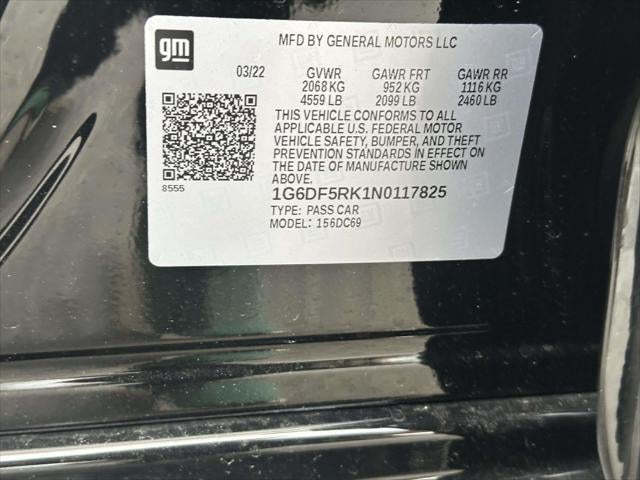 gm
MFD BY GENERAL MOTORS LLC
03/22 GVWR GAWR FRT GAWR RR
2068 KG 952 KG 1116 KG
4559 LB 2099 LB 2460 LB
THIS VEHICLE CONFORMS TO ALL
APPLICABLE U.S. FEDERAL MOTOR
VEHICLE SAFETY, BUMPER, AND THEFT
PREVENTION STANDARDS IN EFFECT ON
THE DATE OF MANUFACTURE SHOWN
ABOVE.
8555
1G6DF5RK1N0117825
TYPE: PASS CAR
MODEL: 156DC69